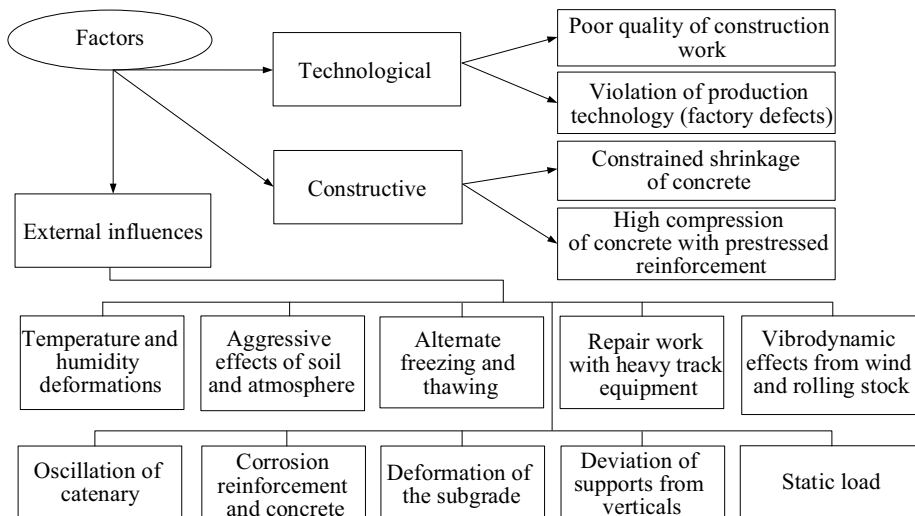 Factors
Technological
Poor quality of construction
work
Violation of production
technology (factory defects)
Constructive
Constrained shrinkage
of concrete
High compression
of concrete with prestressed
reinforcement
External influences
Temperature and
humidity
deformations
Aggressive
effects of soil
and atmosphere
Alternate
freezing and
thawing
Repair work
with heavy track
equipment
Vibrodynamic
effects from wind
and rolling stock
Oscillation of
catenary
Corrosion
reinforcement
and concrete
Deformation of
the subgrade
Deviation of
supports from
verticals
Static load